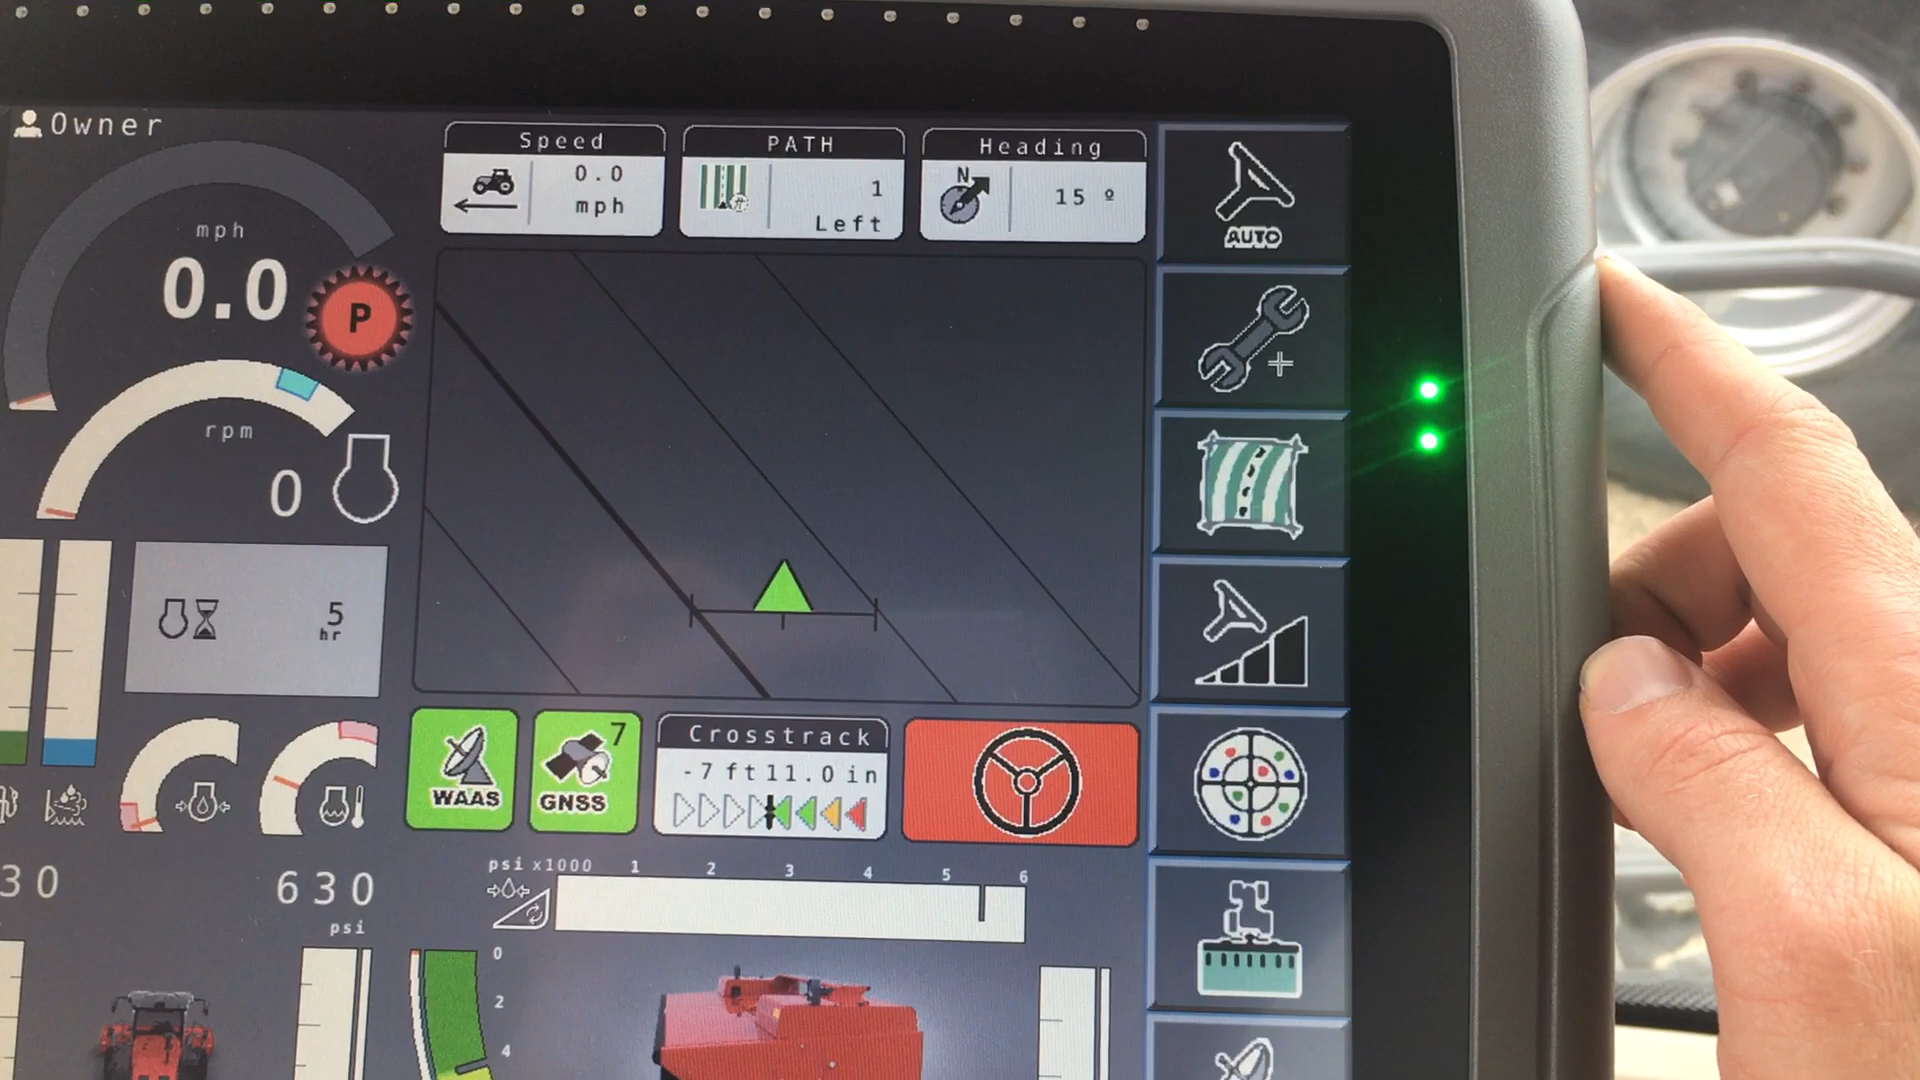 Owner
Speed
0.0
mph
PATH
1
Left
Heading
N
15 º
AUTO
mph
0.0
P
rpm
0
5
hr
WAAS
7
GNSS
Crosstrack
-7 ft 11.0 in
30
630
psi
psi x1000
1 2 3 4 5 6
0
2
4